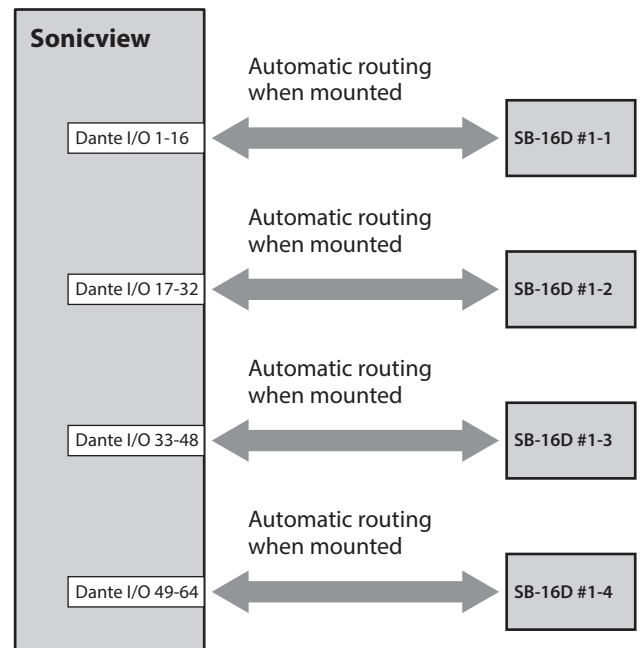 Sonicview
Automatic routing
when mounted
Dante I/O 1-16
SB-16D #1-1
Automatic routing
when mounted
Dante I/O 17-32
SB-16D #1-2
Automatic routing
when mounted
Dante I/O 33-48
SB-16D #1-3
Automatic routing
when mounted
Dante I/O 49-64
SB-16D #1-4